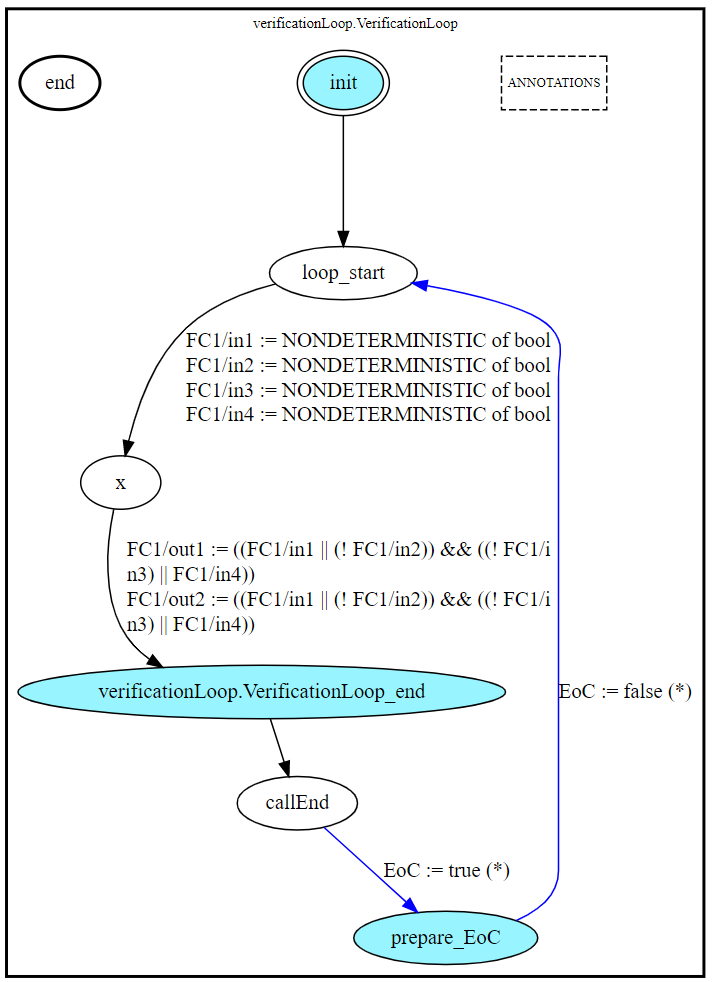 verificationLoop.VerificationLoop
end
init
ANNOTATIONS
loop_start
FC1/in1 := NONDETERMINISTIC of bool
FC1/in2 := NONDETERMINISTIC of bool
FC1/in3 := NONDETERMINISTIC of bool
FC1/in4 := NONDETERMINISTIC of bool
x
FC1/out1 := ((FC1/in1 || (! FC1/in2)) && ((! FC1/i
n3) || FC1/in4))
FC1/out2 := ((FC1/in1 || (! FC1/in2)) && ((! FC1/i
n3) || FC1/in4))
verificationLoop.VerificationLoop_end
EoC := false (*)
callEnd
EoC := true (*)
prepare_EoC